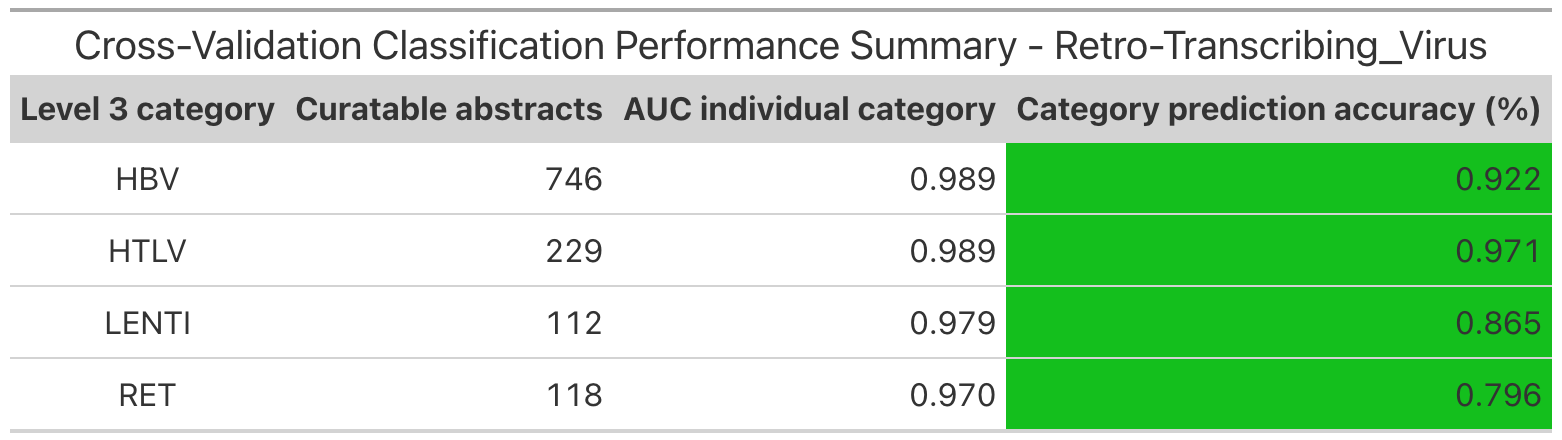 Cross-Validation Classification Performance Summary - Retro-Transcribing_Virus
Level 3 category Curatable abstracts AUC individual category Category prediction accuracy (%)
HBV 746 0.989 0.922
HTLV 229 0.989 0.971
LENTI 112 0.979 0.865
RET 118 0.970 0.796